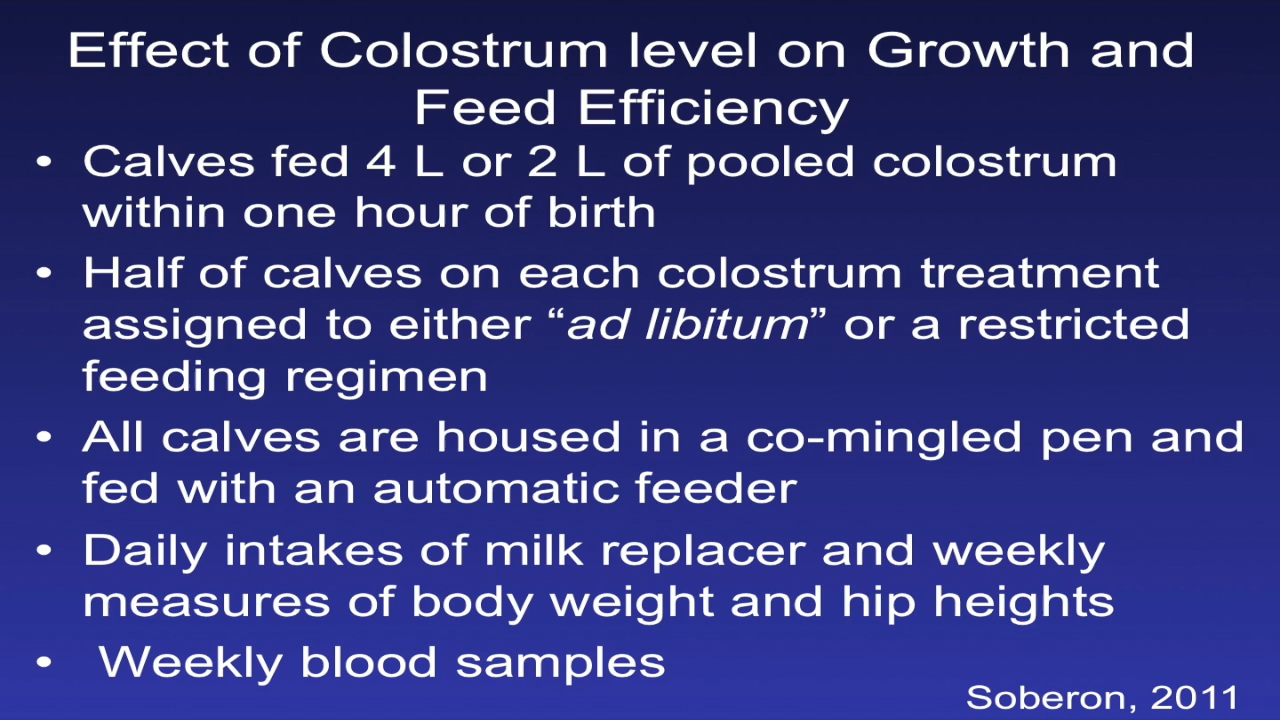 Effect of Colostrum level on Growth and
Feed Efficiency
• Calves fed 4 L or 2 L of pooled colostrum
within one hour of birth
• Half of calves on each colostrum treatment
assigned to either “ad libitum” or a restricted
feeding regimen
• All calves are housed in a co-mingled pen and
fed with an automatic feeder
• Daily intakes of milk replacer and weekly
measures of body weight and hip heights
• Weekly blood samples
Soberon, 2011